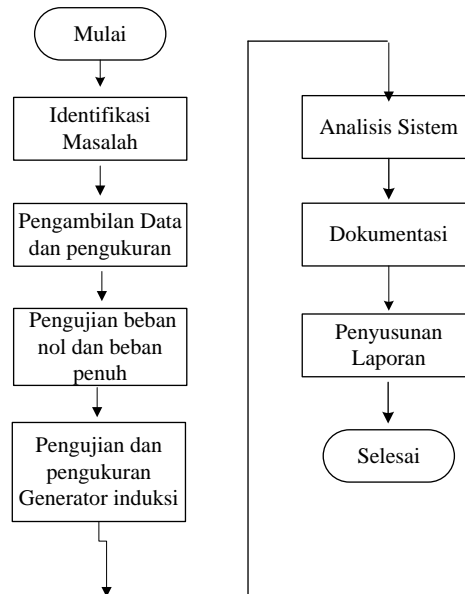 Mulai
Identifikasi
Masalah
Pengambilan Data
dan pengukuran
Pengujian beban
nol dan beban
penuh
Pengujian dan
pengukuran
Generator induksi
Analisis Sistem
Dokumentasi
Penyusunan
Laporan
Selesai